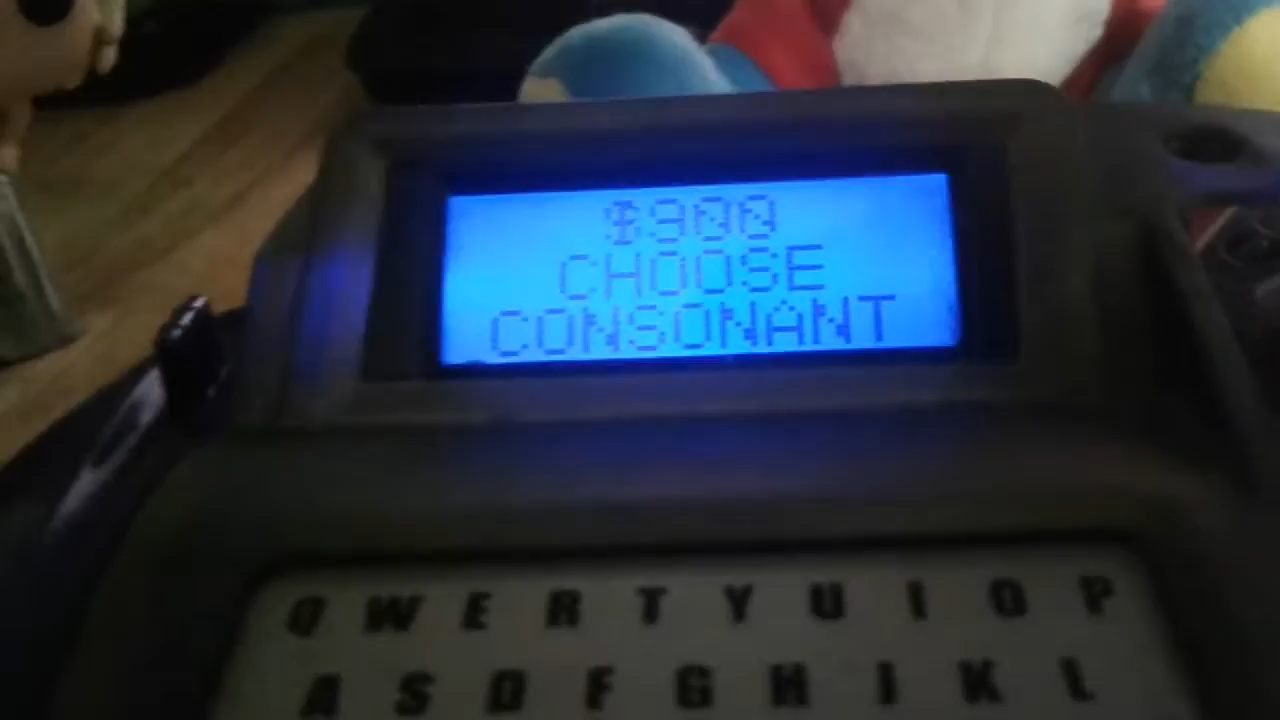 $900
CHOOSE
CONSONANT
Q W E R T Y U I O P
A S D F G H J K L